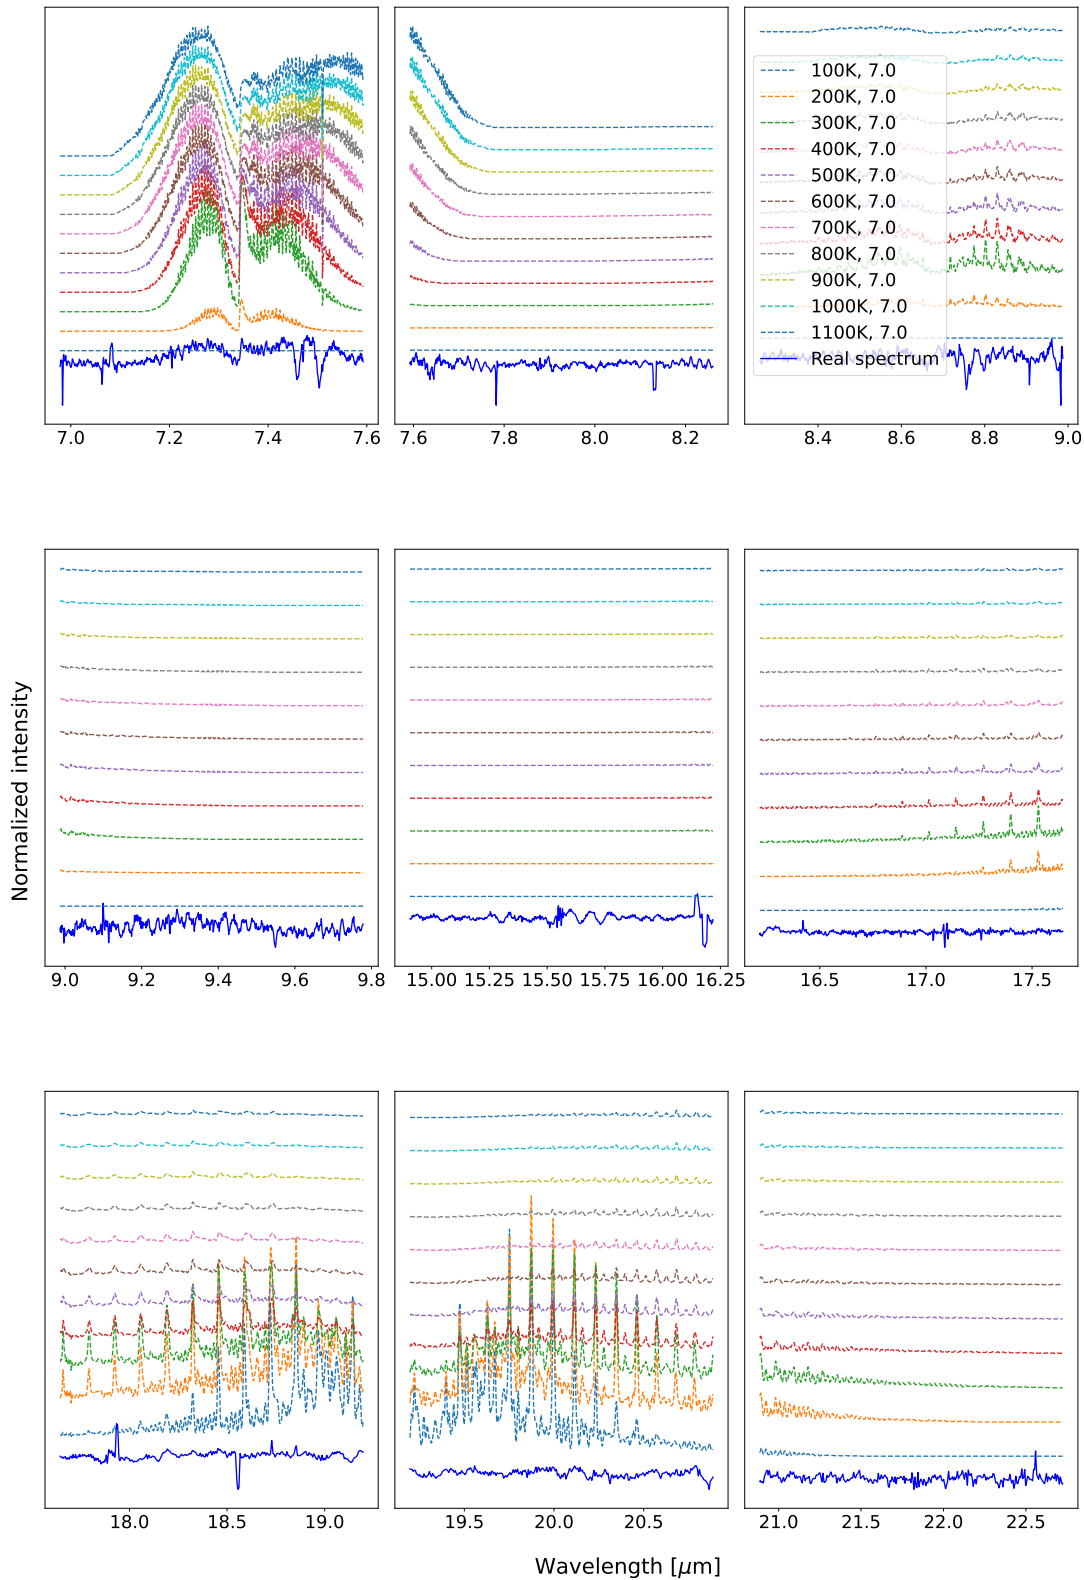 100K, 7.0
200K, 7.0
300K, 7.0
400K, 7.0
500K, 7.0
600K, 7.0
700K, 7.0
800K, 7.0
900K, 7.0
1000K, 7.0
1100K, 7.0
Real spectrum
7.0 7.2 7.4 7.6
7.6 7.8 8.0 8.2
8.4 8.6 8.8 9.0
Normalized intensity
9.0 9.2 9.4 9.6 9.8
15.00 15.25 15.50 15.75 16.00 16.25
16.5 17.0 17.5
18.0 18.5 19.0
19.5 20.0 20.5
21.0 21.5 22.0 22.5
Wavelength [μm]